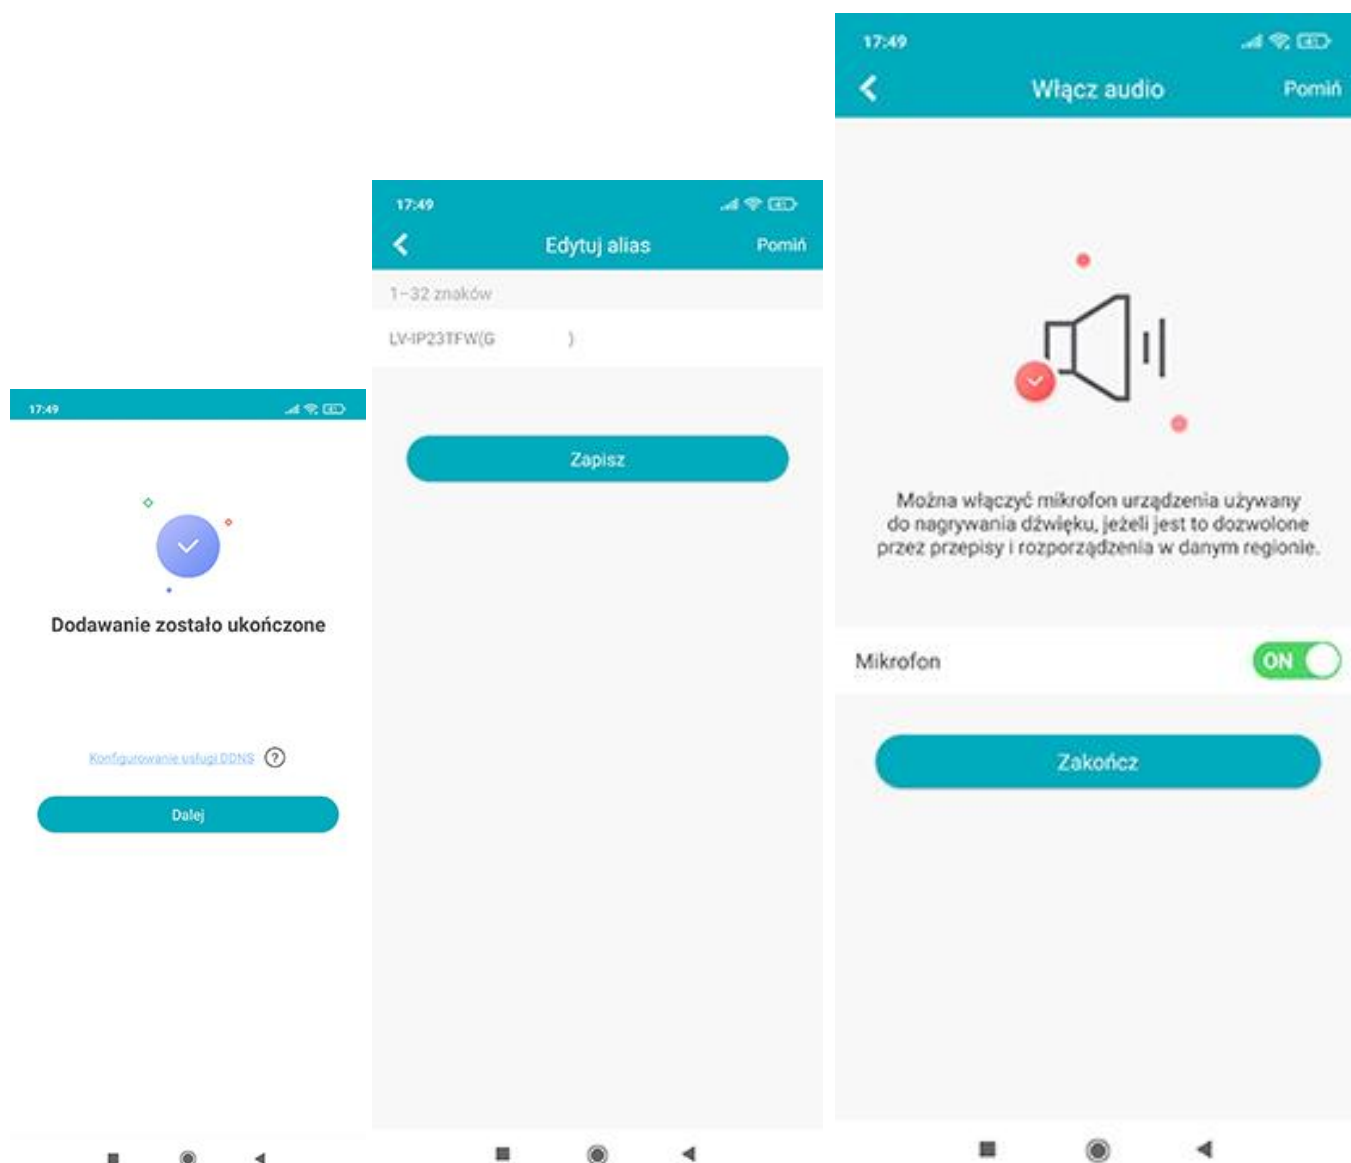 17:49
Dodawanie zostało ukończone
Konfigurowanie usługi DDNS ?
Dalej
17:49
Edytuj alias
Pomiń
1-32 znaków
LV-IP23TFW(G )
Zapisz
17:49
Włącz audio
Pomiń
Można włączyć mikrofon urządzenia używany
do nagrywania dźwięku, jeżeli jest to dozwolone
przez przepisy i rozporządzenia w danym regionie.
Mikrofon
ON
Zakończ